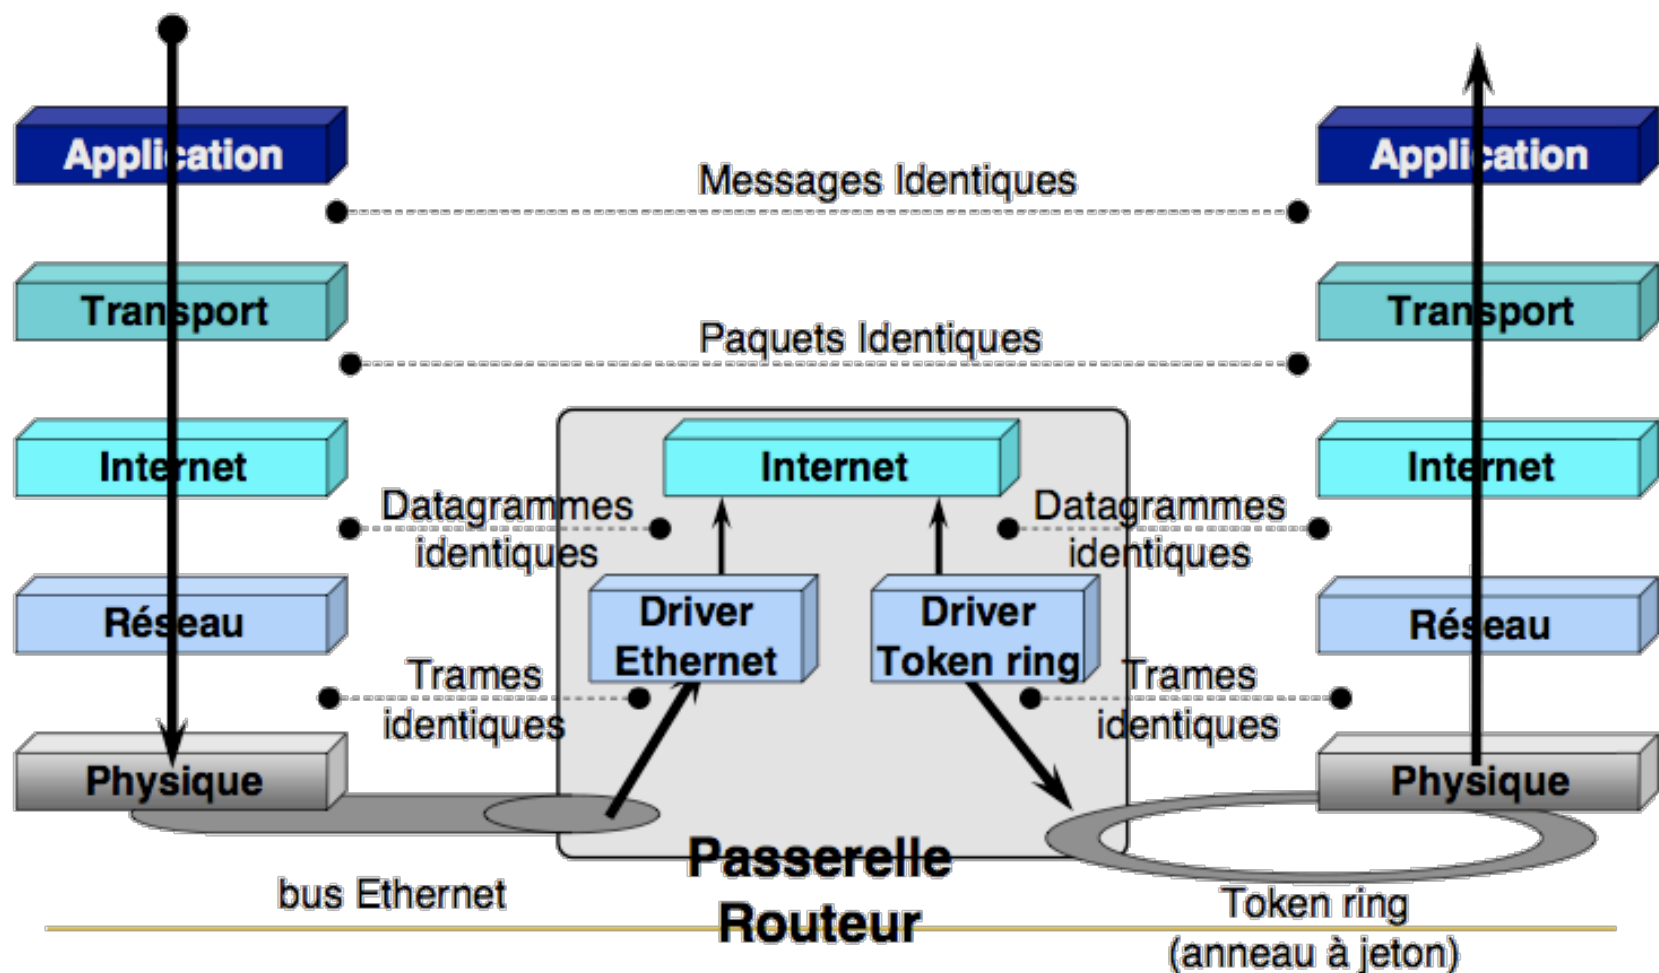 Application
Application
Messages Identiques
Transport
Transport
Paquets Identiques
Internet
Internet
Internet
Datagrammes
identiques
Datagrammes
identiques
Réseau
Driver
Ethernet
Driver
Token ring
Réseau
Trames
identiques
Trames
identiques
Physique
Physique
Passerelle
Routeur
bus Ethernet
Token ring
(anneau à jeton)